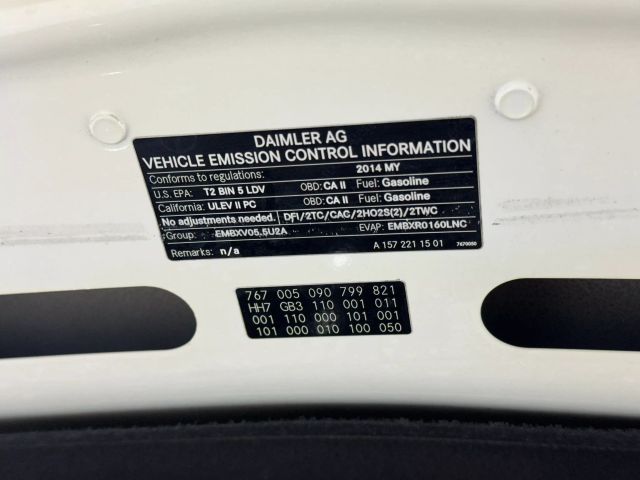 DAIMLER AG
VEHICLE EMISSION CONTROL INFORMATION
Conforms to regulations: 2014 MY
U.S. EPA: T2 BIN 5 LDV OBD: CA II Fuel: Gasoline
California: ULEV II PC OBD: CA II Fuel: Gasoline
No adjustments needed. DFI/2TC/CAC/2HO2S(2)/2TWC
Group: EMBXV05.5U2A EVAP: EMBXR0160LNC
Remarks: n/a A 157 221 15 01 7670050
767 005 090 799 821
HH7 GB3 110 001 011
001 110 000 101 001
101 000 010 100 050